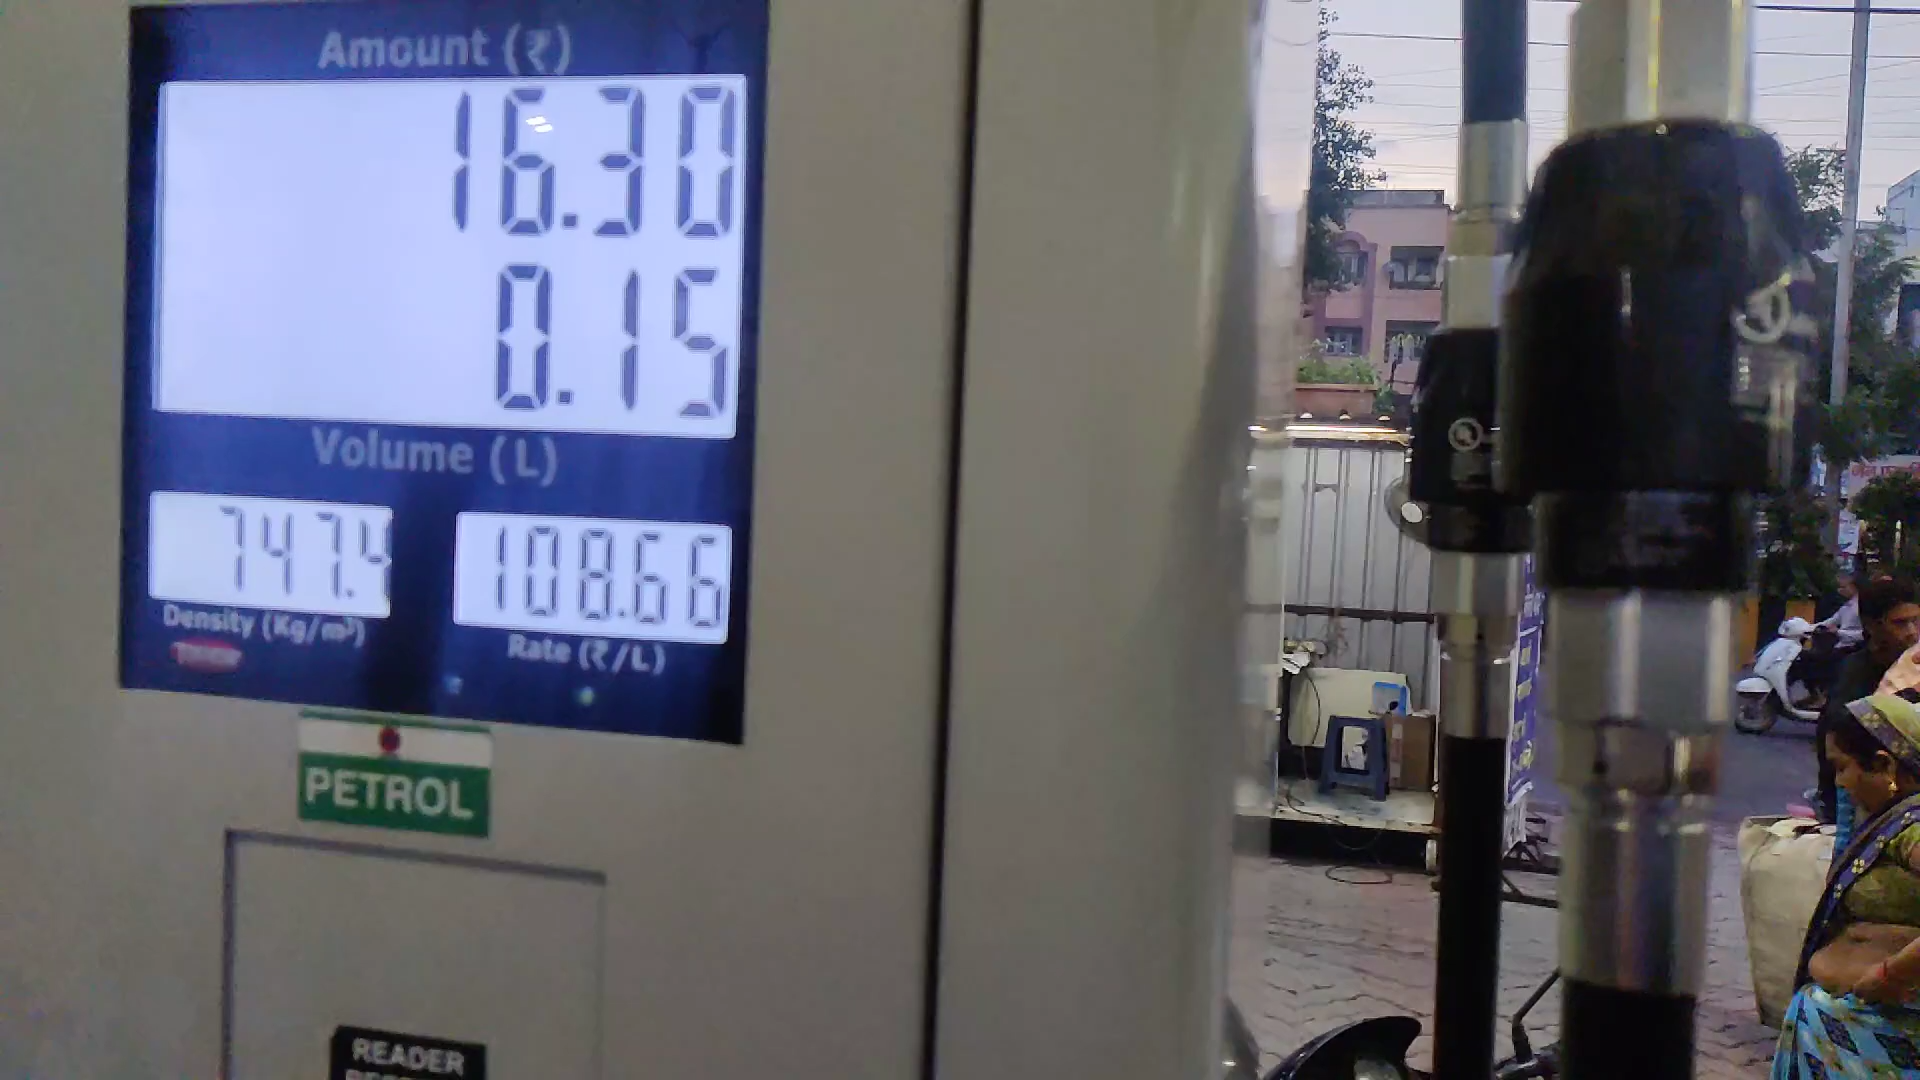 Amount (₹)
16.30
0.15
Volume (L)
747.4
Density (Kg/m³)
108.66
Rate (₹/L)
PETROL
READER